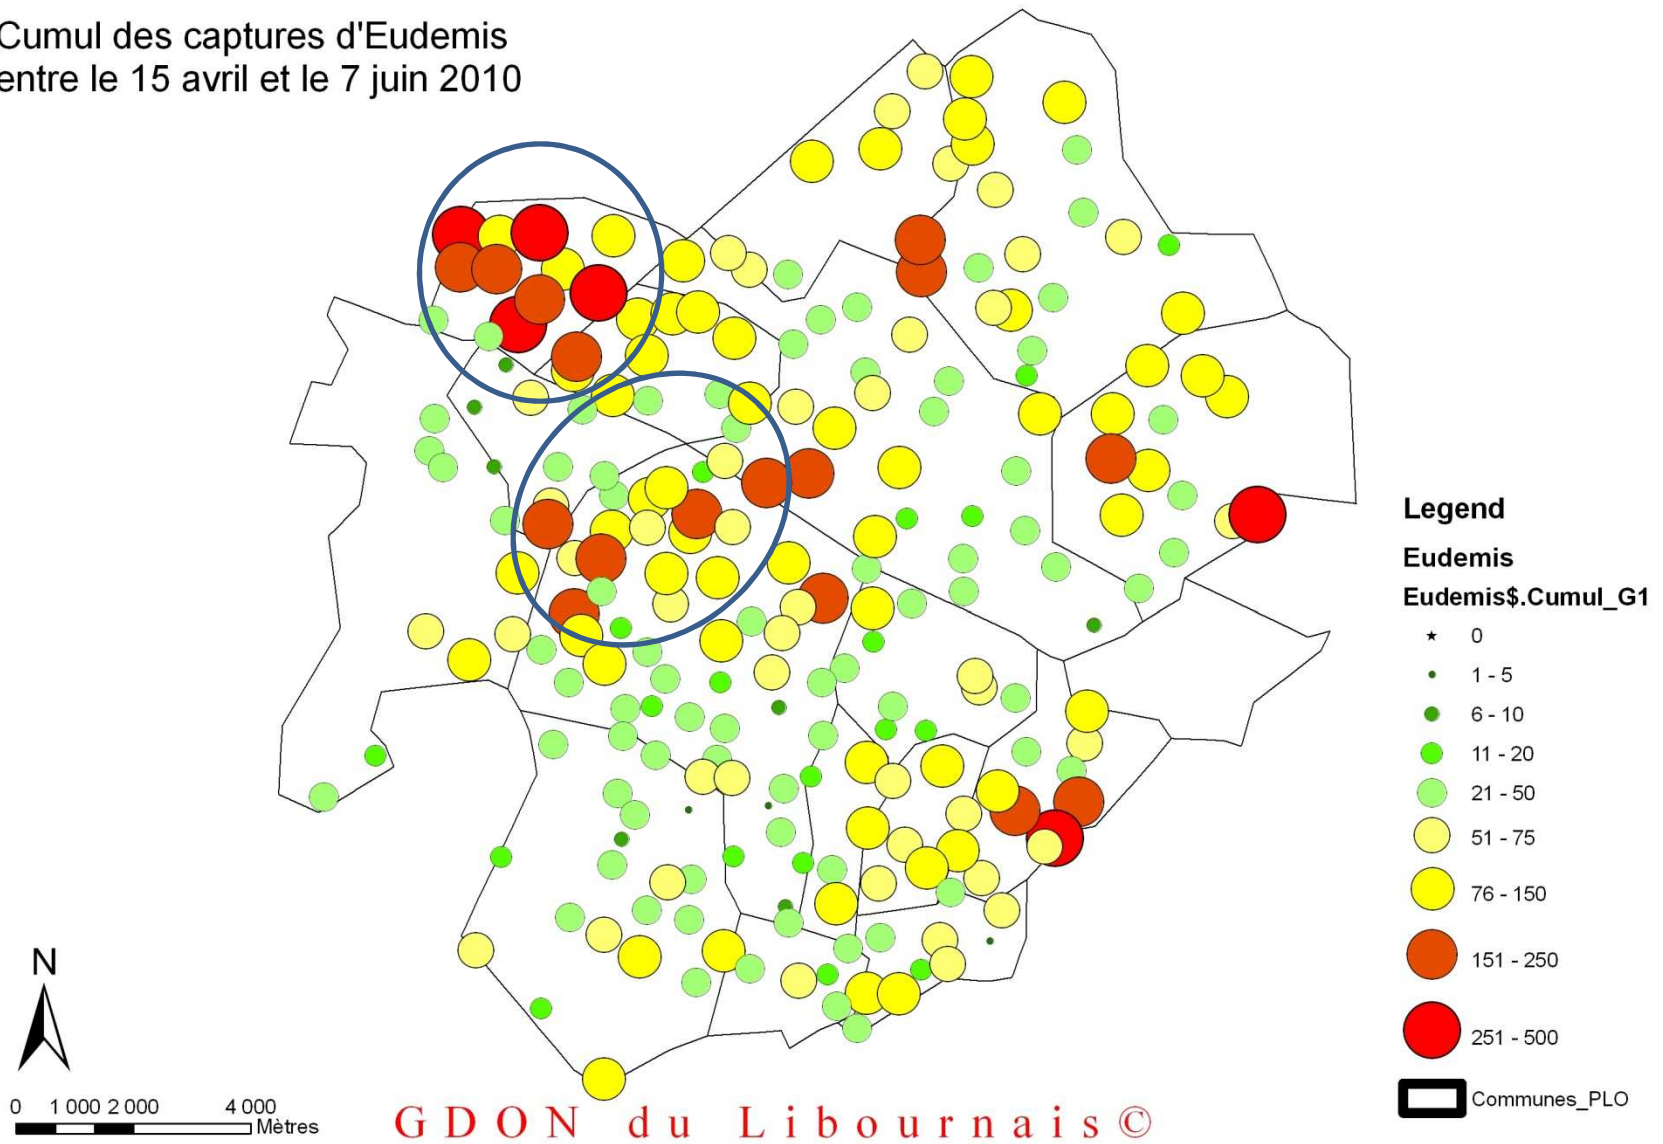 Cumul des captures d'Eudemis
entre le 15 avril et le 7 juin 2010
Legend
Eudemis
Eudemis$.Cumul_G1
0
1 - 5
6 - 10
11 - 20
21 - 50
51 - 75
76 - 150
151 - 250
251 - 500
Communes_PLO
N
0 1 000 2 000 4 000
Mètres
GDON du Libournais©